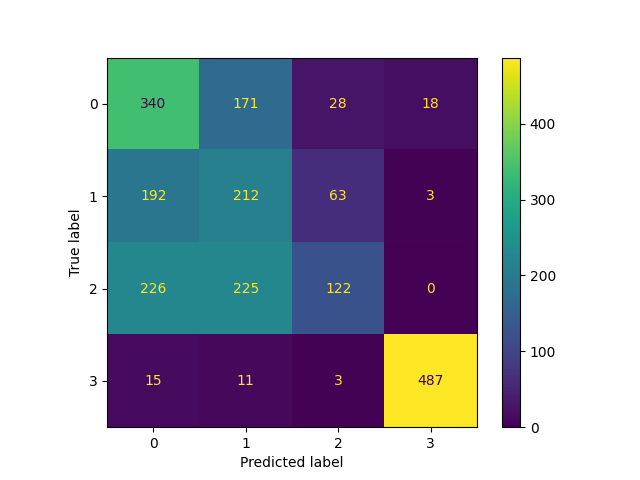 0 340 171 28 18
1 192 212 63 3
2 226 225 122 0
3 15 11 3 487
0 1 2 3
Predicted label
True label
400
300
200
100
0